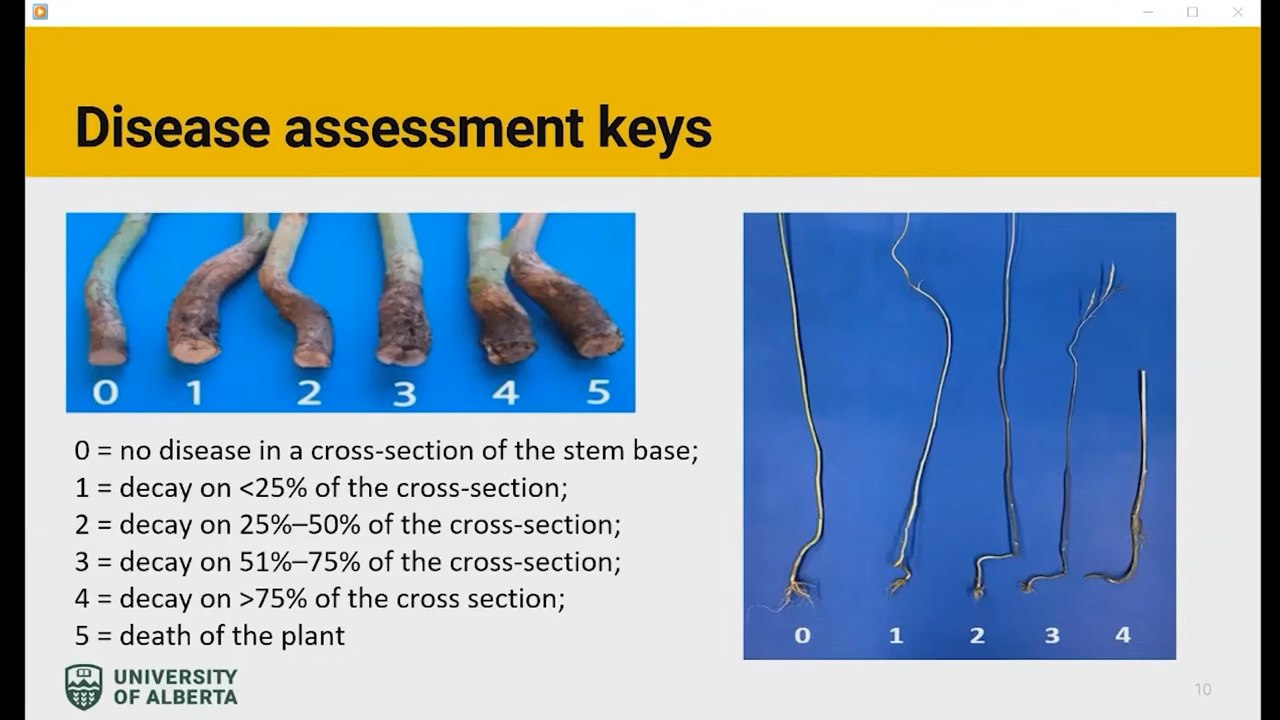 Disease assessment keys
0 1 2 3 4 5
0 = no disease in a cross-section of the stem base;
1 = decay on <25% of the cross-section;
2 = decay on 25%–50% of the cross-section;
3 = decay on 51%–75% of the cross-section;
4 = decay on >75% of the cross section;
5 = death of the plant
0 1 2 3 4
UNIVERSITY
OF ALBERTA
10